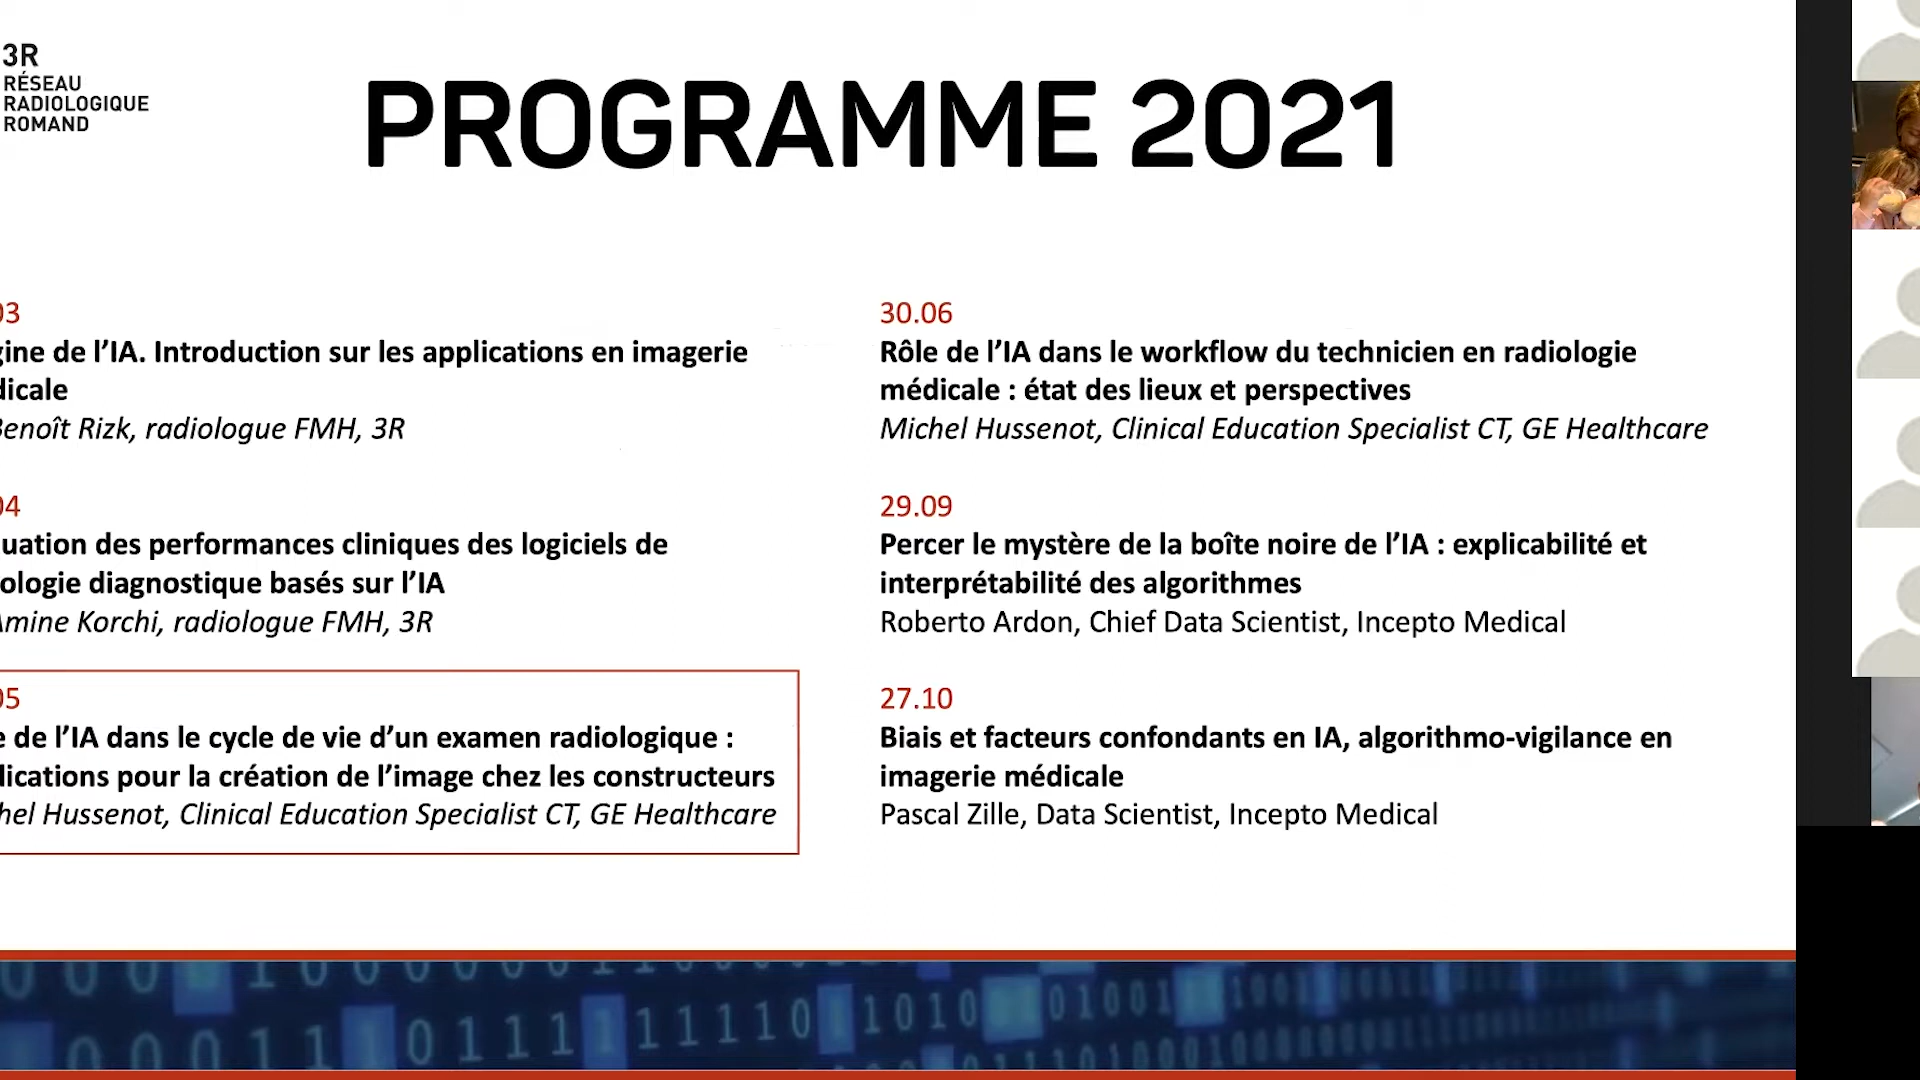 3R
RÉSEAU
RADIOLOGIQUE
ROMAND
PROGRAMME 2021
03
gine de l’IA. Introduction sur les applications en imagerie
dicale
Benoît Rizk, radiologue FMH, 3R
04
uation des performances cliniques des logiciels de
ologie diagnostique basés sur l’IA
Amine Korchi, radiologue FMH, 3R
05
e de l’IA dans le cycle de vie d’un examen radiologique :
lications pour la création de l’image chez les constructeurs
hel Hussenot, Clinical Education Specialist CT, GE Healthcare
30.06
Rôle de l’IA dans le workflow du technicien en radiologie
médicale : état des lieux et perspectives
Michel Hussenot, Clinical Education Specialist CT, GE Healthcare
29.09
Percer le mystère de la boîte noire de l’IA : explicabilité et
interprétabilité des algorithmes
Roberto Ardon, Chief Data Scientist, Incepto Medical
27.10
Biais et facteurs confondants en IA, algorithmo-vigilance en
imagerie médicale
Pascal Zille, Data Scientist, Incepto Medical